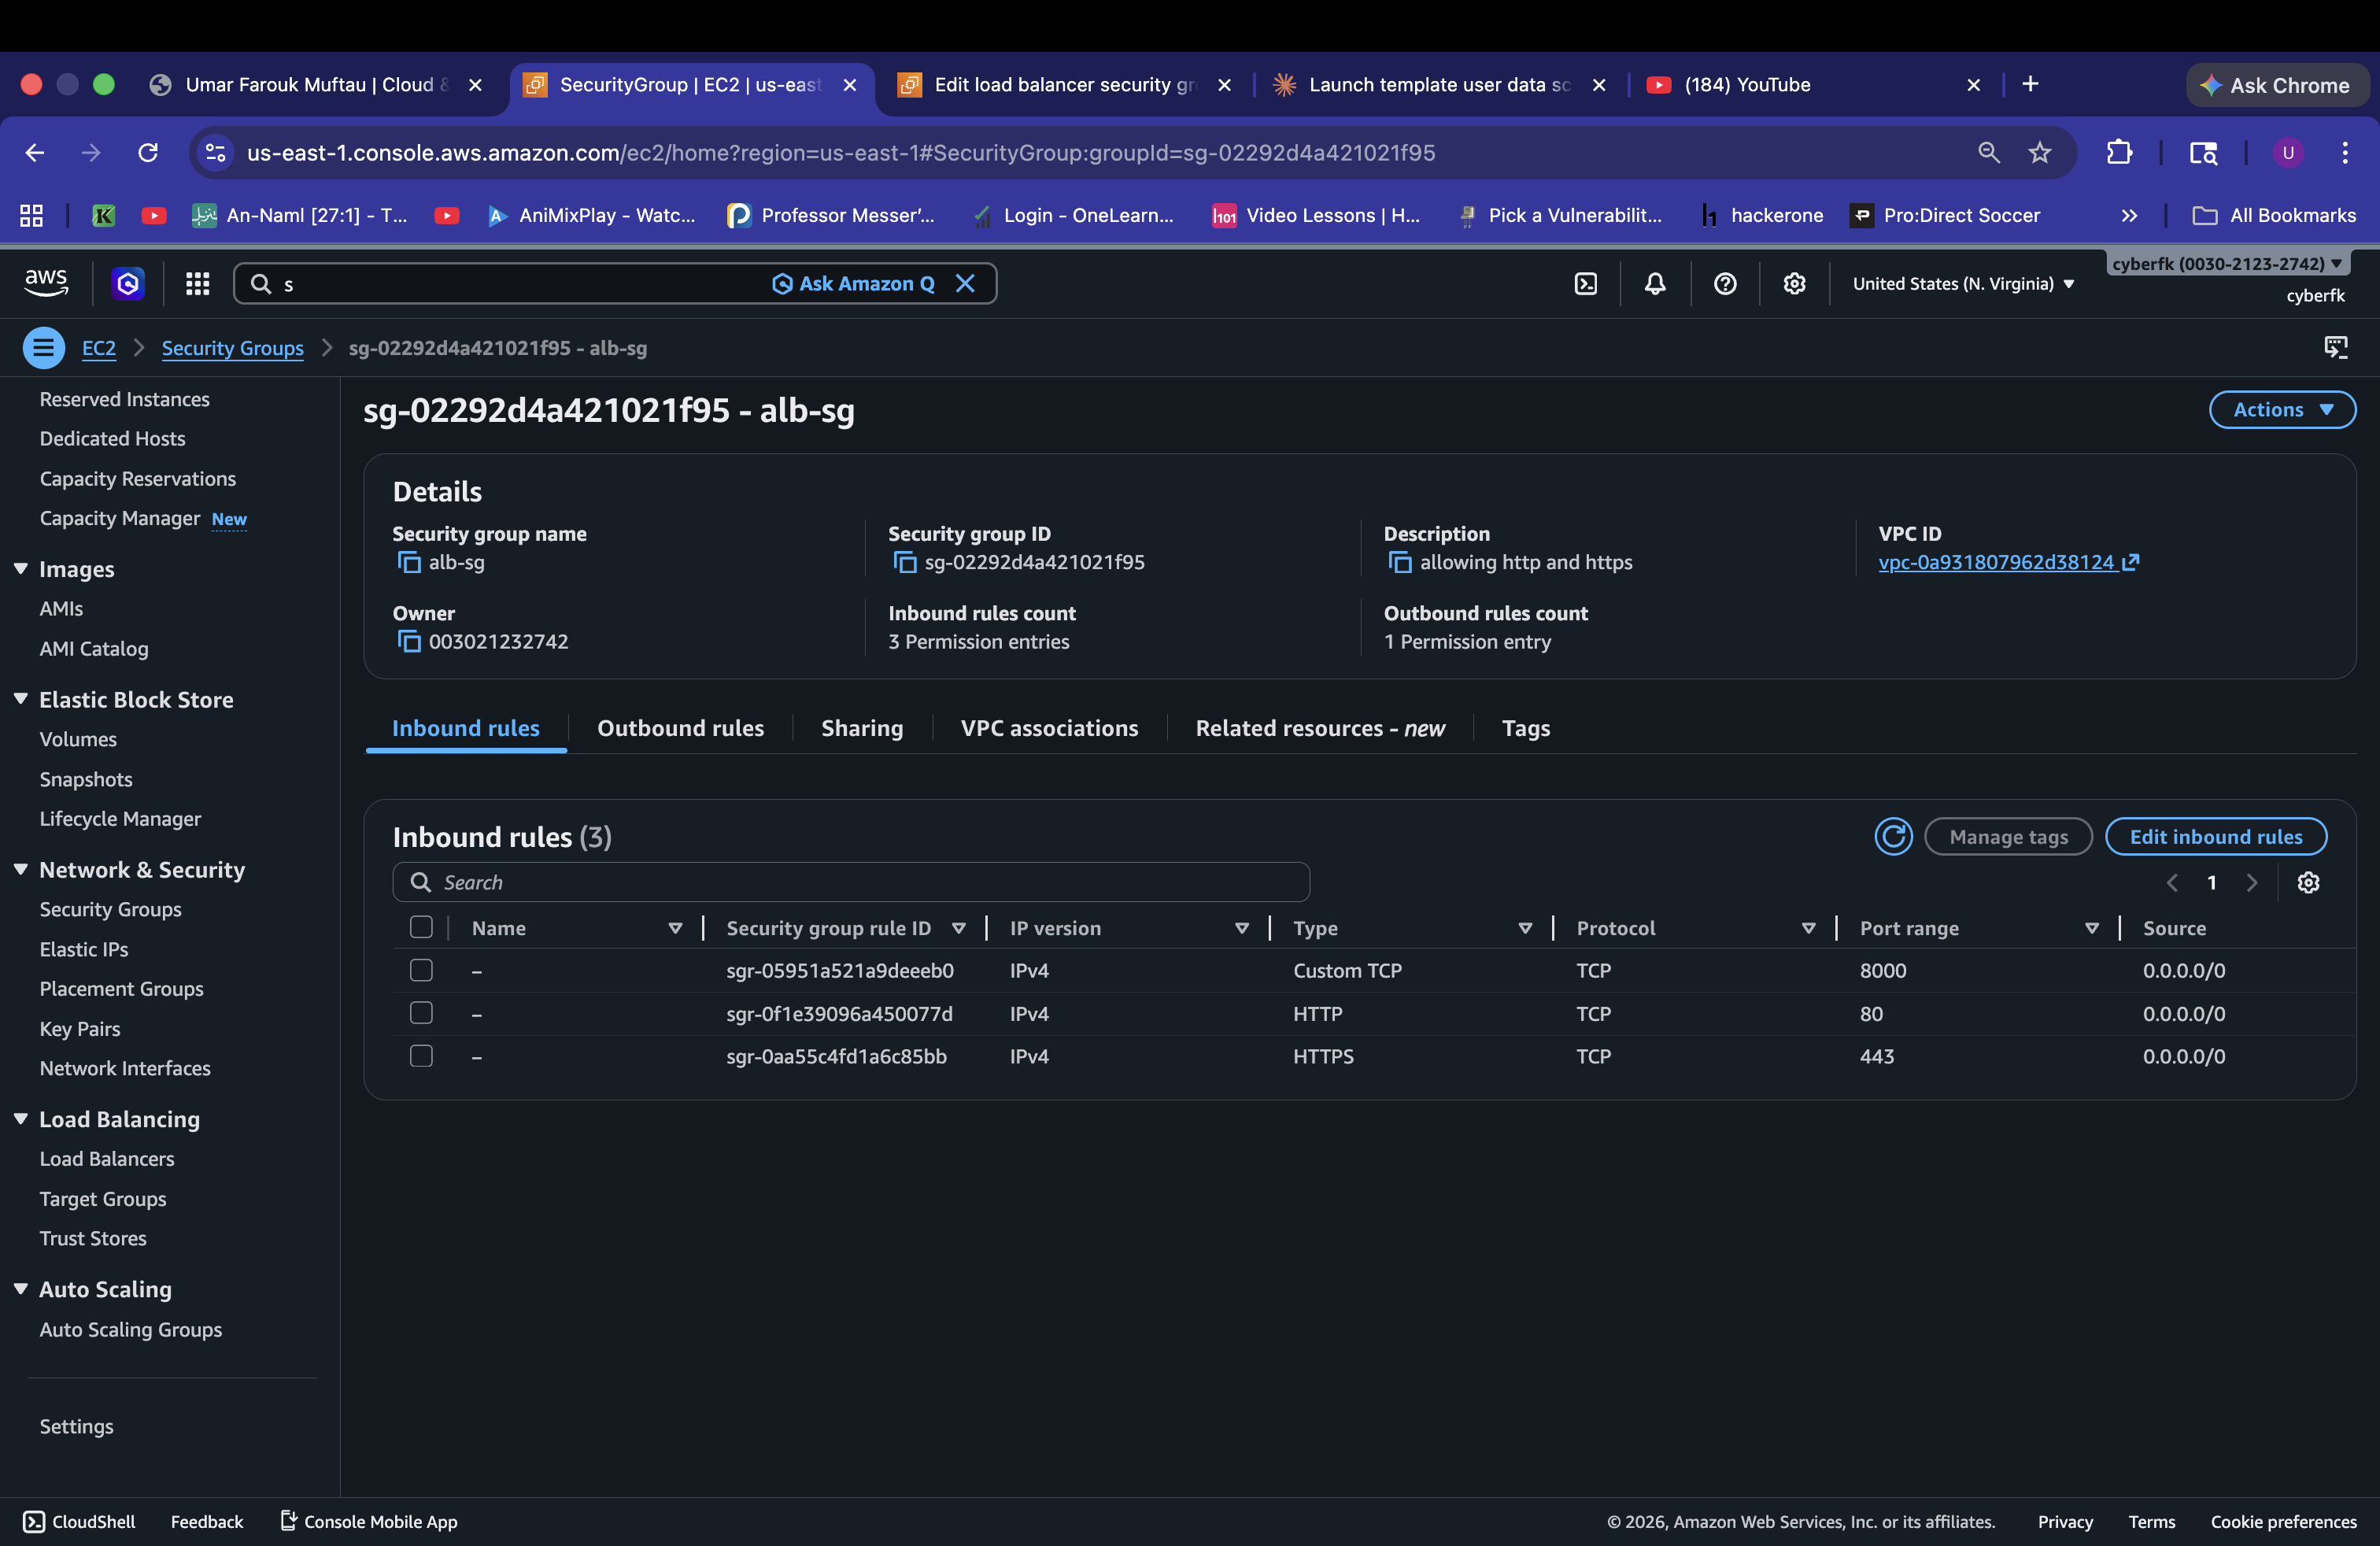 Umar Farouk Muftau | Cloud &
SecurityGroup | EC2 | us-east
Edit load balancer security gr
Launch template user data sc
(184) YouTube
Ask Chrome
us-east-1.console.aws.amazon.com/ec2/home?region=us-east-1#SecurityGroup:groupId=sg-02292d4a421021f95
U
An-Naml [27:1] - T...
AniMixPlay - Watc...
Professor Messer'...
Login - OneLearn...
Video Lessons | H...
Pick a Vulnerabilit...
hackerone
Pro:Direct Soccer
All Bookmarks
aws
s
Ask Amazon Q
United States (N. Virginia)
cyberfk (0030-2123-2742)
cyberfk
EC2
Security Groups
sg-02292d4a421021f95 - alb-sg
Reserved Instances
Dedicated Hosts
Capacity Reservations
Capacity Manager New
Images
AMIs
AMI Catalog
Elastic Block Store
Volumes
Snapshots
Lifecycle Manager
Network & Security
Security Groups
Elastic IPs
Placement Groups
Key Pairs
Network Interfaces
Load Balancing
Load Balancers
Target Groups
Trust Stores
Auto Scaling
Auto Scaling Groups
Settings
sg-02292d4a421021f95 - alb-sg
Actions
Details
Security group name
alb-sg
Security group ID
sg-02292d4a421021f95
Description
allowing http and https
VPC ID
vpc-0a931807962d38124
Owner
003021232742
Inbound rules count
3 Permission entries
Outbound rules count
1 Permission entry
Inbound rules
Outbound rules
Sharing
VPC associations
Related resources - new
Tags
Inbound rules (3)
Manage tags
Edit inbound rules
Search
1
Name Security group rule ID IP version Type Protocol Port range Source
– sgr-05951a521a9deeeb0 IPv4 Custom TCP TCP 8000 0.0.0.0/0
– sgr-0f1e39096a450077d IPv4 HTTP TCP 80 0.0.0.0/0
– sgr-0aa55c4fd1a6c85bb IPv4 HTTPS TCP 443 0.0.0.0/0
CloudShell
Feedback
Console Mobile App
© 2026, Amazon Web Services, Inc. or its affiliates.
Privacy
Terms
Cookie preferences